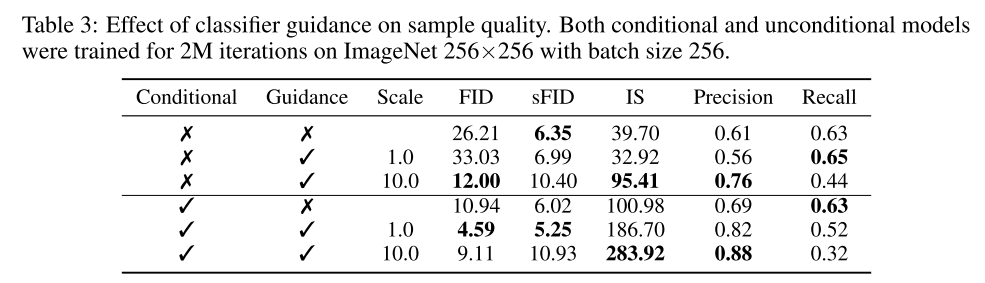 Table 3: Effect of classifier guidance on sample quality. Both conditional and unconditional models
were trained for 2M iterations on ImageNet 256×256 with batch size 256.
Conditional Guidance Scale FID sFID IS Precision Recall
✗ ✗ 26.21 6.35 39.70 0.61 0.63
✗ ✓ 1.0 33.03 6.99 32.92 0.56 0.65
✗ ✓ 10.0 12.00 10.40 95.41 0.76 0.44
✓ ✗ 10.94 6.02 100.98 0.69 0.63
✓ ✓ 1.0 4.59 5.25 186.70 0.82 0.52
✓ ✓ 10.0 9.11 10.93 283.92 0.88 0.32